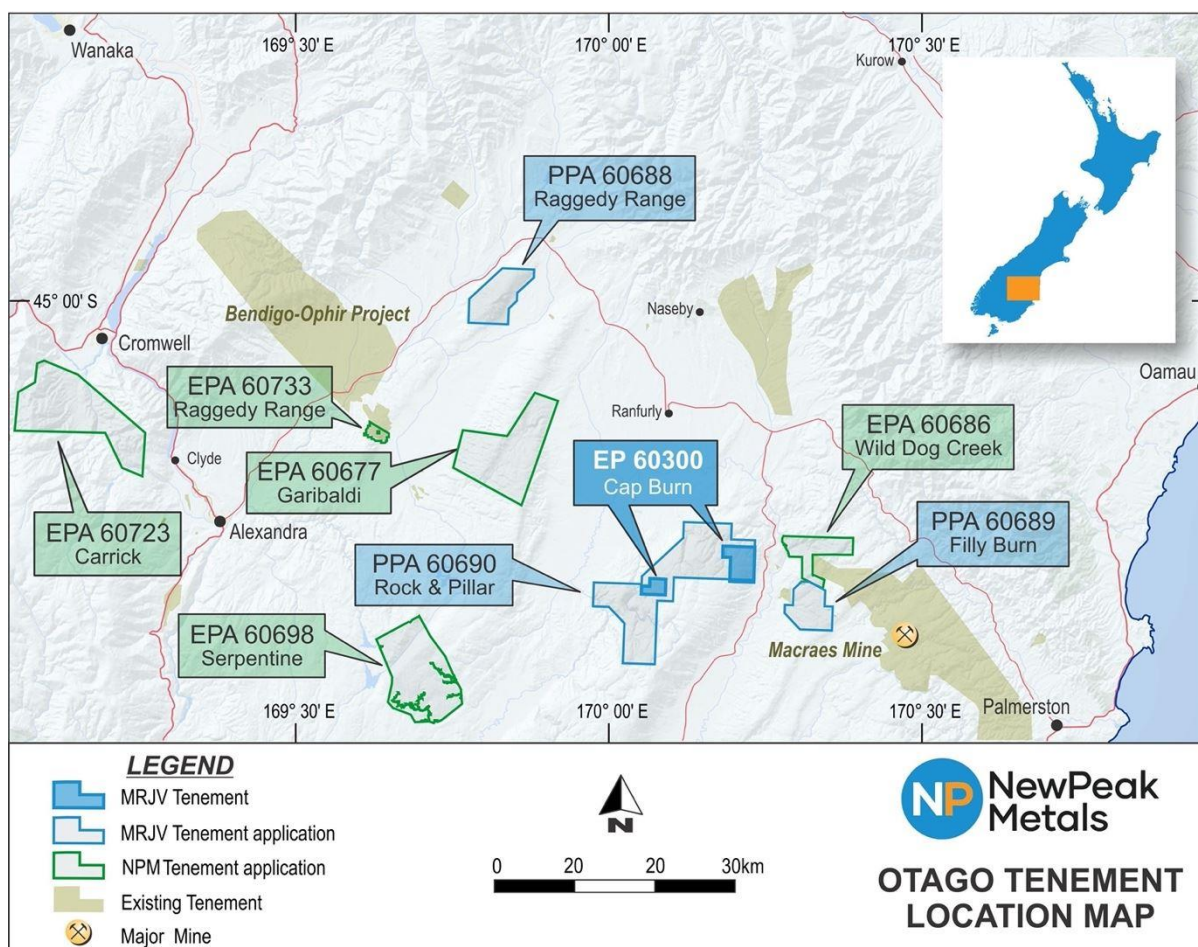 169° 30' E
170° 00' E
170° 30' E
Wanaka
Kurow
PPA 60688
Raggedy Range
45° 00' S
Bendigo-Ophir Project
Naseby
Cromwell
Oamau
EPA 60733
Raggedy Range
Ranfurly
EPA 60686
Wild Dog Creek
EP 60300
Cap Burn
Clyde
EPA 60677
Garibaldi
EPA 60723
Carrick
Alexandra
PPA 60690
Rock & Pillar
PPA 60689
Filly Burn
EPA 60698
Serpentine
Macraes Mine
Palmerston
169° 30' E
170° 00' E
170° 30' E
LEGEND
MRJV Tenement
MRJV Tenement application
NPM Tenement application
Existing Tenement
Major Mine
N
0 20 20 30km
NP NewPeak
Metals
OTAGO TENEMENT
LOCATION MAP